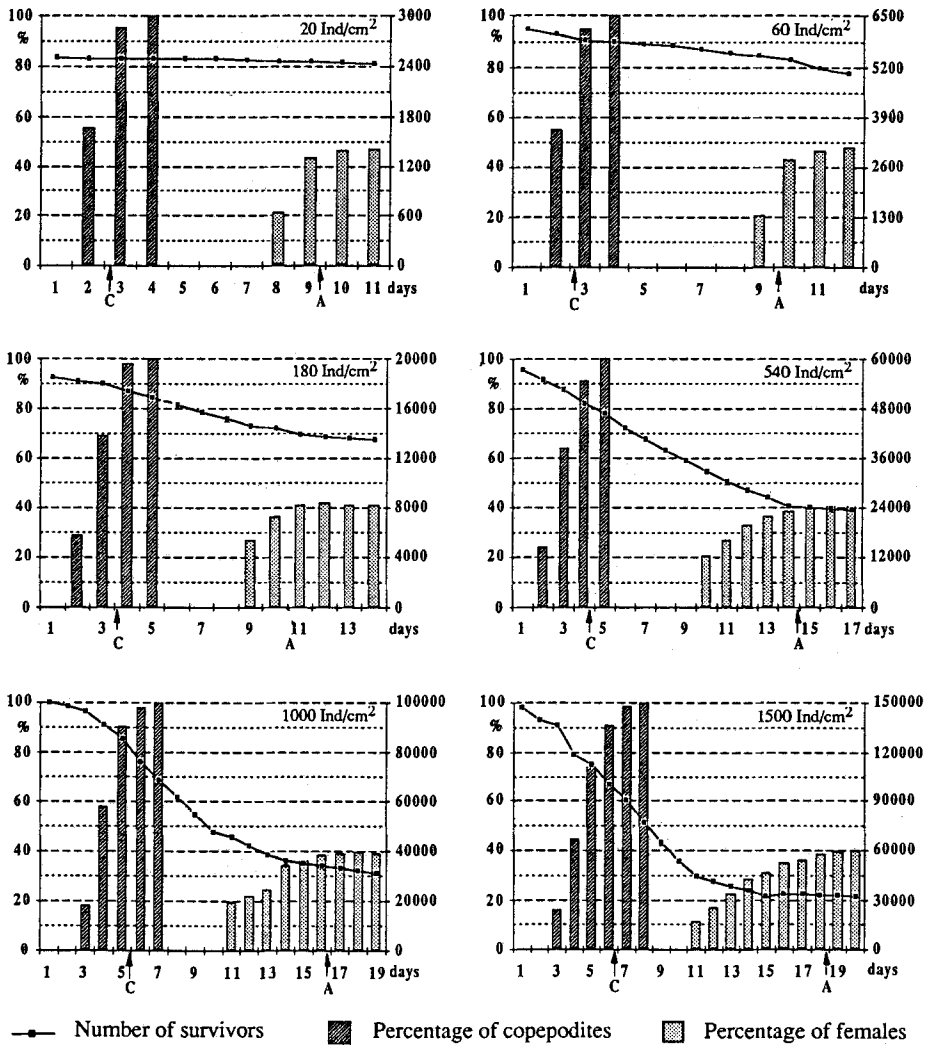 100 20 Ind/cm² 3000
% 
80 2400
60 1800
40 1200
20 600
0 0
1 2 3 4 5 6 7 8 9 10 11 days
C A
100 60 Ind/cm² 6500
%
80 5200
60 3900
40 2600
20 1300
0 0
1 3 5 7 9 11 days
C A
100 180 Ind/cm² 20000
%
80 16000
60 12000
40 8000
20 4000
0 0
1 3 5 7 9 11 13 days
C A
100 540 Ind/cm² 60000
%
80 48000
60 36000
40 24000
20 12000
0 0
1 3 5 7 9 11 13 15 17 days
C A
100 1000 Ind/cm² 100000
%
80 80000
60 60000
40 40000
20 20000
0 0
1 3 5 7 9 11 13 15 17 19 days
C A
100 1500 Ind/cm² 150000
%
80 120000
60 90000
40 60000
20 30000
0 0
1 3 5 7 9 11 13 15 17 19 days
C A
Number of survivors Percentage of copepodites Percentage of females